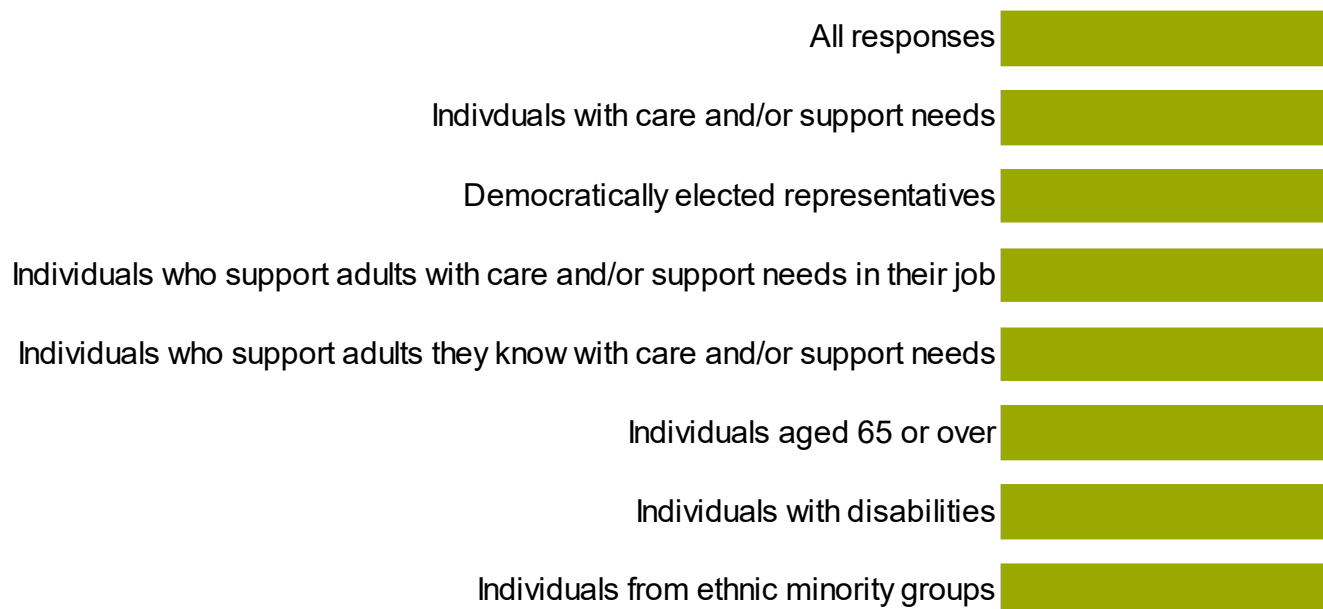 All responses
Indivduals with care and/or support needs
Democratically elected representatives
Individuals who support adults with care and/or support needs in their job
Individuals who support adults they know with care and/or support needs
Individuals aged 65 or over
Individuals with disabilities
Individuals from ethnic minority groups